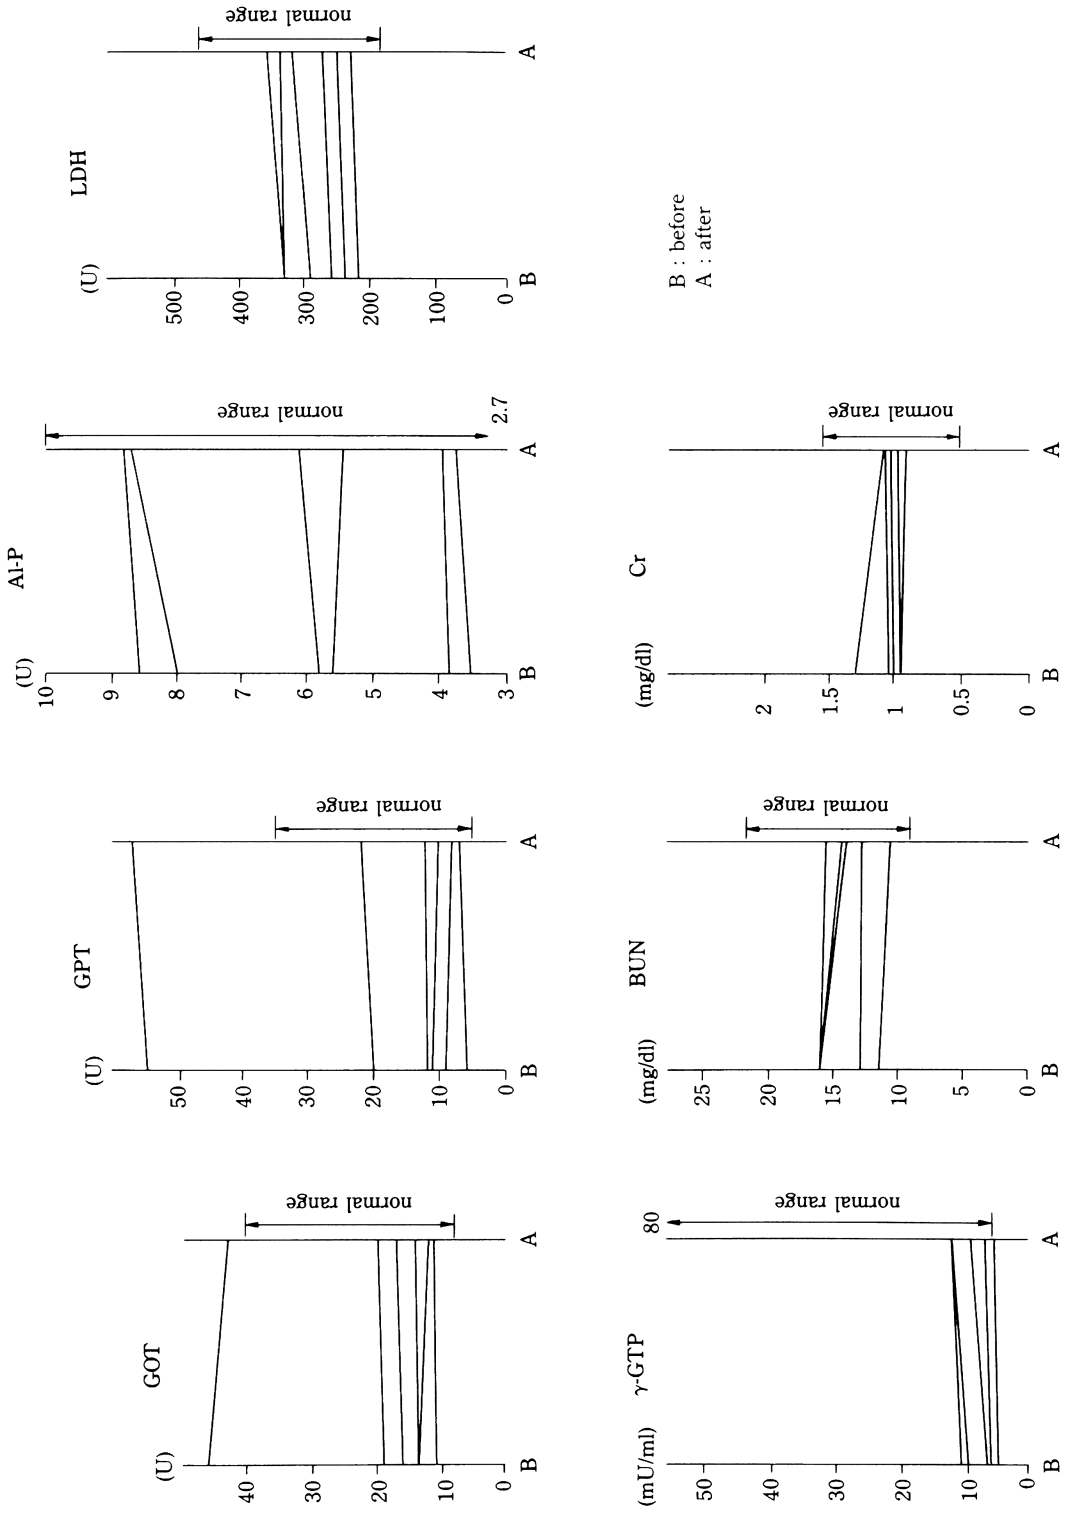 GOT
(U)
40
30
20
10
0
B
A
normal range
GPT
(U)
50
40
30
20
10
0
B
A
normal range
Al-P
(U)
10
9
8
7
6
5
4
3
B
A
normal range
2.7
LDH
(U)
500
400
300
200
100
0
B
A
normal range
γ-GTP
(mU/ml)
50
40
30
20
10
0
B
A
80
normal range
BUN
(mg/dl)
25
20
15
10
5
0
B
A
normal range
Cr
(mg/dl)
2
1.5
1
0.5
0
B
A
normal range
B : before
A : after